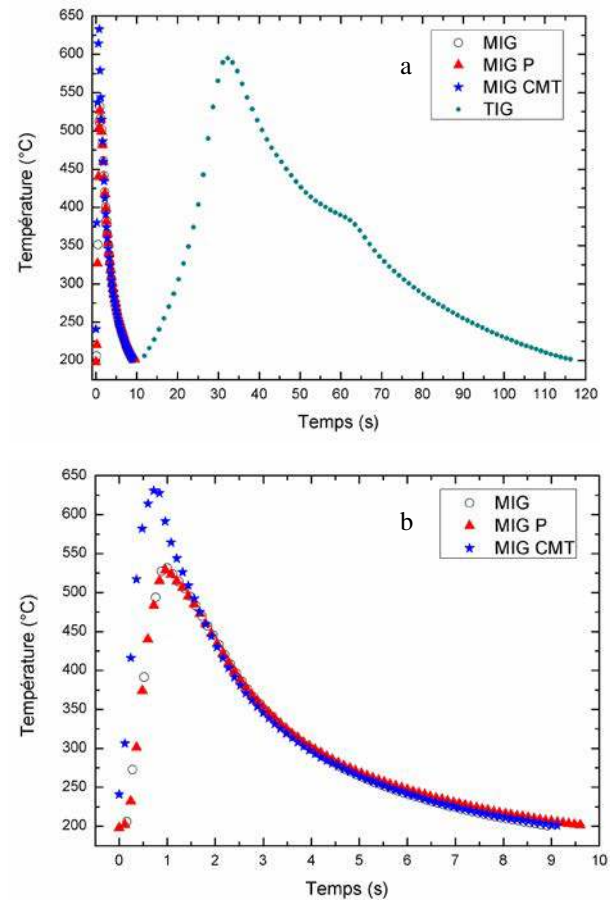 650
600
550
500
450
400
350
300
250
200
Température (°C)
a
MIG
MIG P
MIG CMT
TIG
0 10 20 30 40 50 60 70 80 90 100 110 120
Temps (s)
650
600
550
500
450
400
350
300
250
200
Température (°C)
b
MIG
MIG P
MIG CMT
0 1 2 3 4 5 6 7 8 9 10
Temps (s)